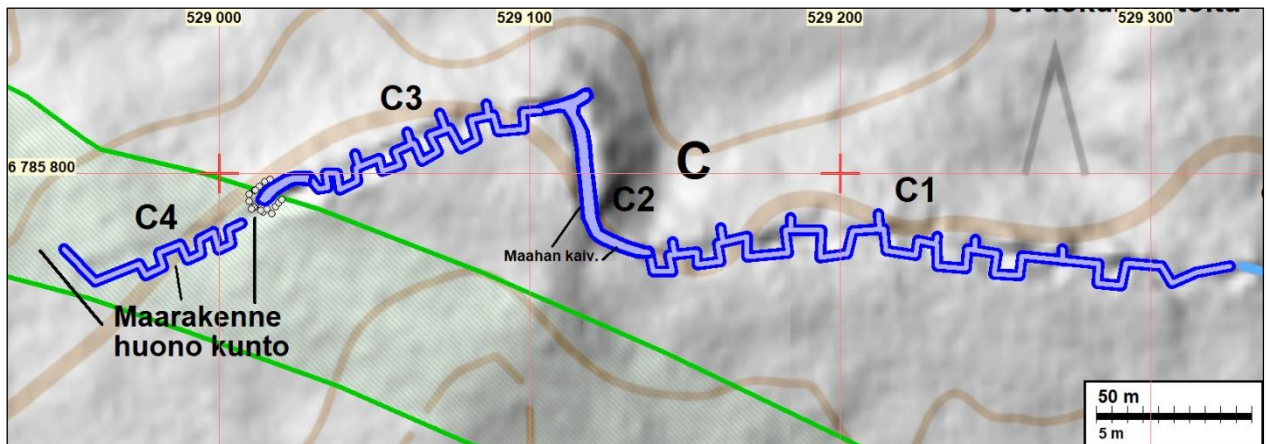 529 000
529 100
529 200
529 300
C3
6 785 800
C
C1
C2
C4
Maahan kaiv.
Maarakenne
huono kunto
50 m
5 m